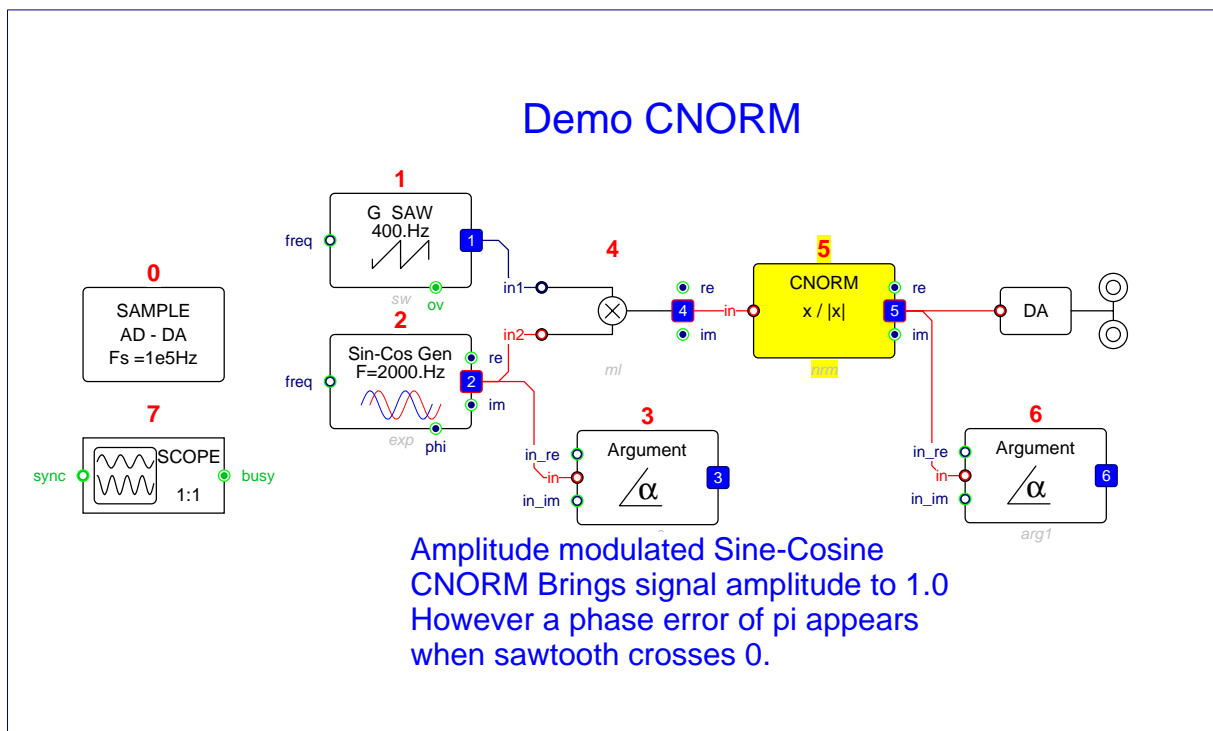 Demo CNORM
1
G SAW
400.Hz
freq
1
sw
ov
0
SAMPLE
AD - DA
Fs =1e5Hz
2
Sin-Cos Gen
F=2000.Hz
freq
re
2
im
exp
phi
4
in1
in2
re
4
im
ml
5
CNORM
x / |x|
in
re
5
im
nrm
DA
7
SCOPE
1:1
sync
busy
3
Argument
α
in_re
in
in_im
3
6
Argument
α
in_re
in
in_im
6
arg1
Amplitude modulated Sine-Cosine
CNORM Brings signal amplitude to 1.0
However a phase error of pi appears
when sawtooth crosses 0.